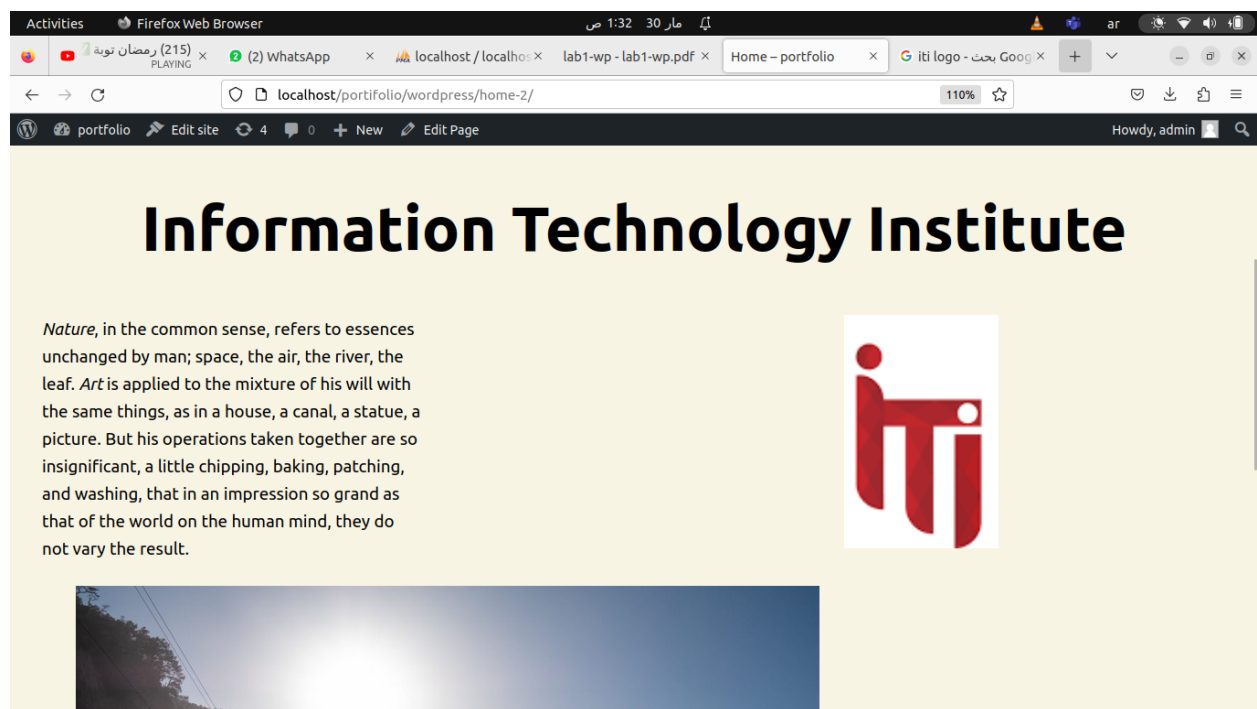 Activities Firefox Web Browser 1:32 ص 30 مار ar
(215) رمضان توبة
PLAYING
(2) WhatsApp
localhost / localhos
lab1-wp - lab1-wp.pdf
Home – portfolio
iti logo - بحث Googl
localhost/portifolio/wordpress/home-2/ 110%
portfolio Edit site 4 0 New Edit Page Howdy, admin
Information Technology Institute
Nature, in the common sense, refers to essences
unchanged by man; space, the air, the river, the
leaf. Art is applied to the mixture of his will with
the same things, as in a house, a canal, a statue, a
picture. But his operations taken together are so
insignificant, a little chipping, baking, patching,
and washing, that in an impression so grand as
that of the world on the human mind, they do
not vary the result.
iTi